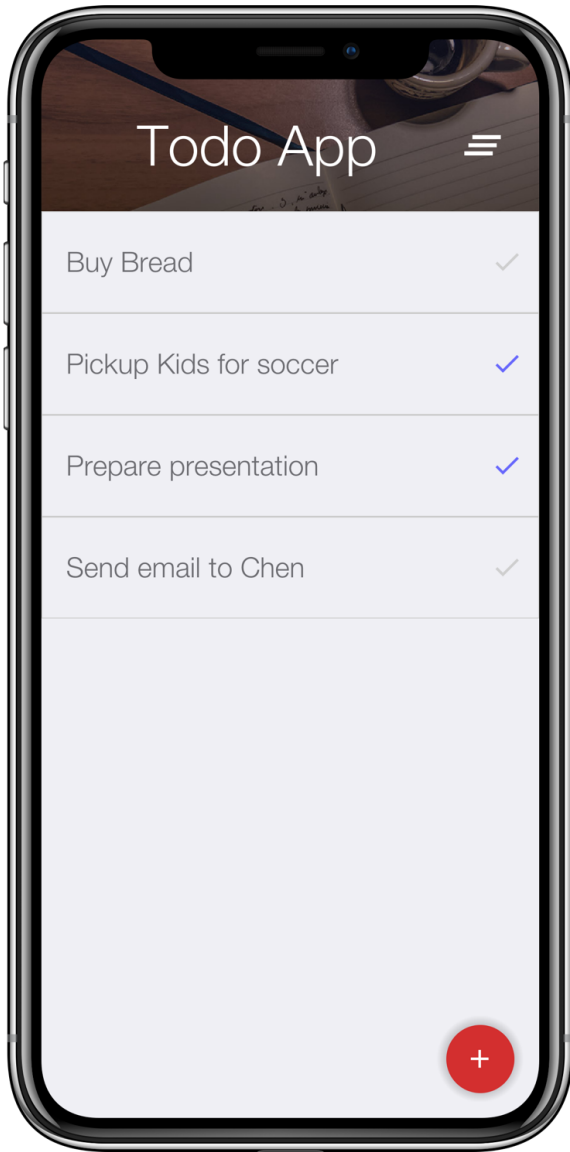 Todo App
Buy Bread
Pickup Kids for soccer
Prepare presentation
Send email to Chen
+